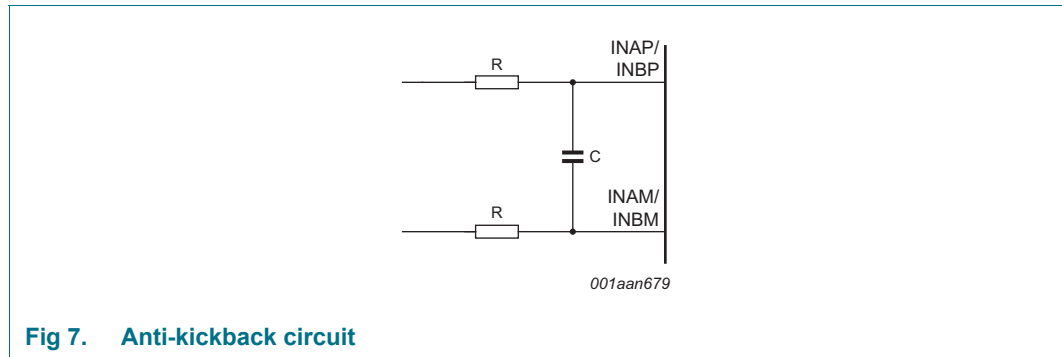 INAP/
INBP
R
C
INAM/
INBM
R
001aan679
Fig 7. Anti-kickback circuit